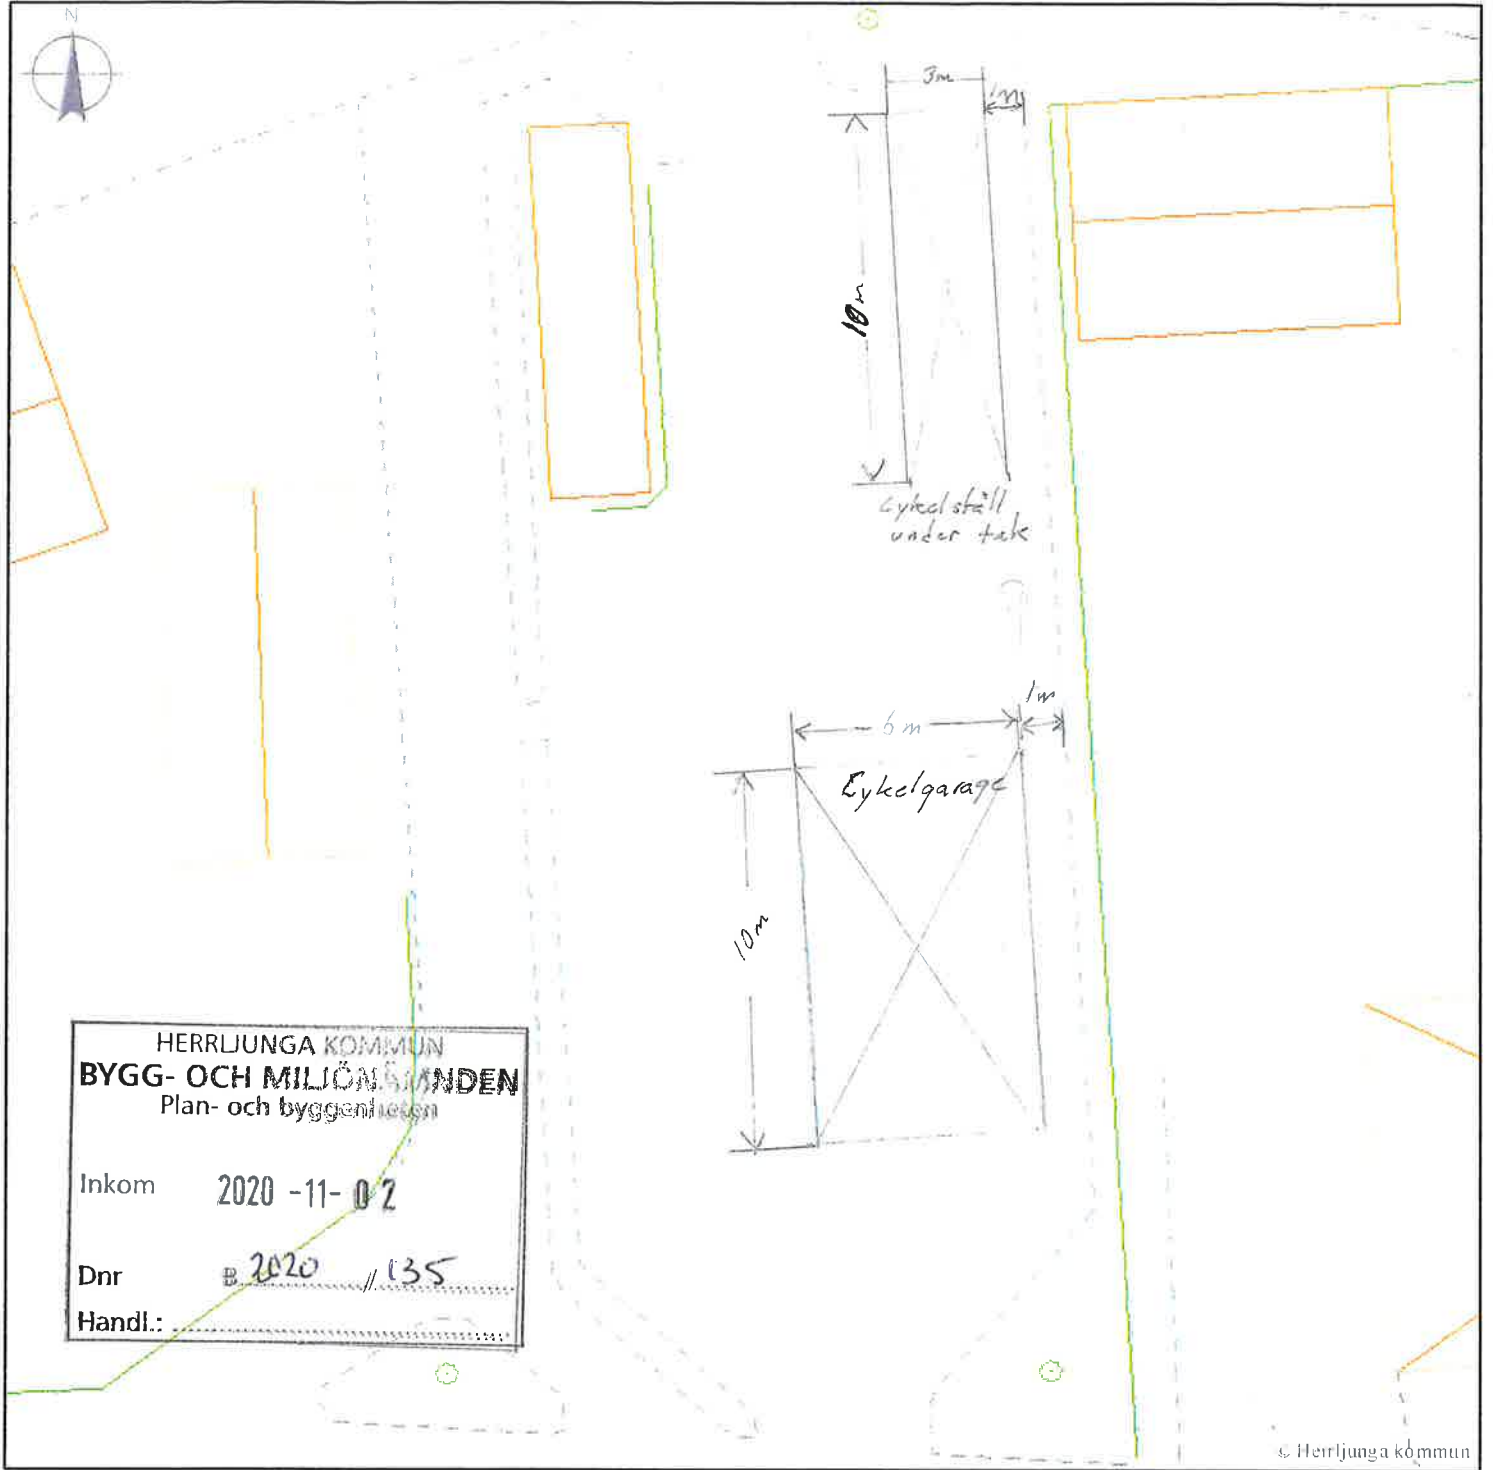 N
3m
1m
10m
Cykelställ
under tak
1m
6m
Cykelgarage
10m
HERRLJUNGA KOMMUN
BYGG- OCH MILJÖNÄMNDEN
Plan- och byggenheten
Inkom 2020-11-02
Dnr B 2020 / 135
Handl.:
© Herrljunga kommun